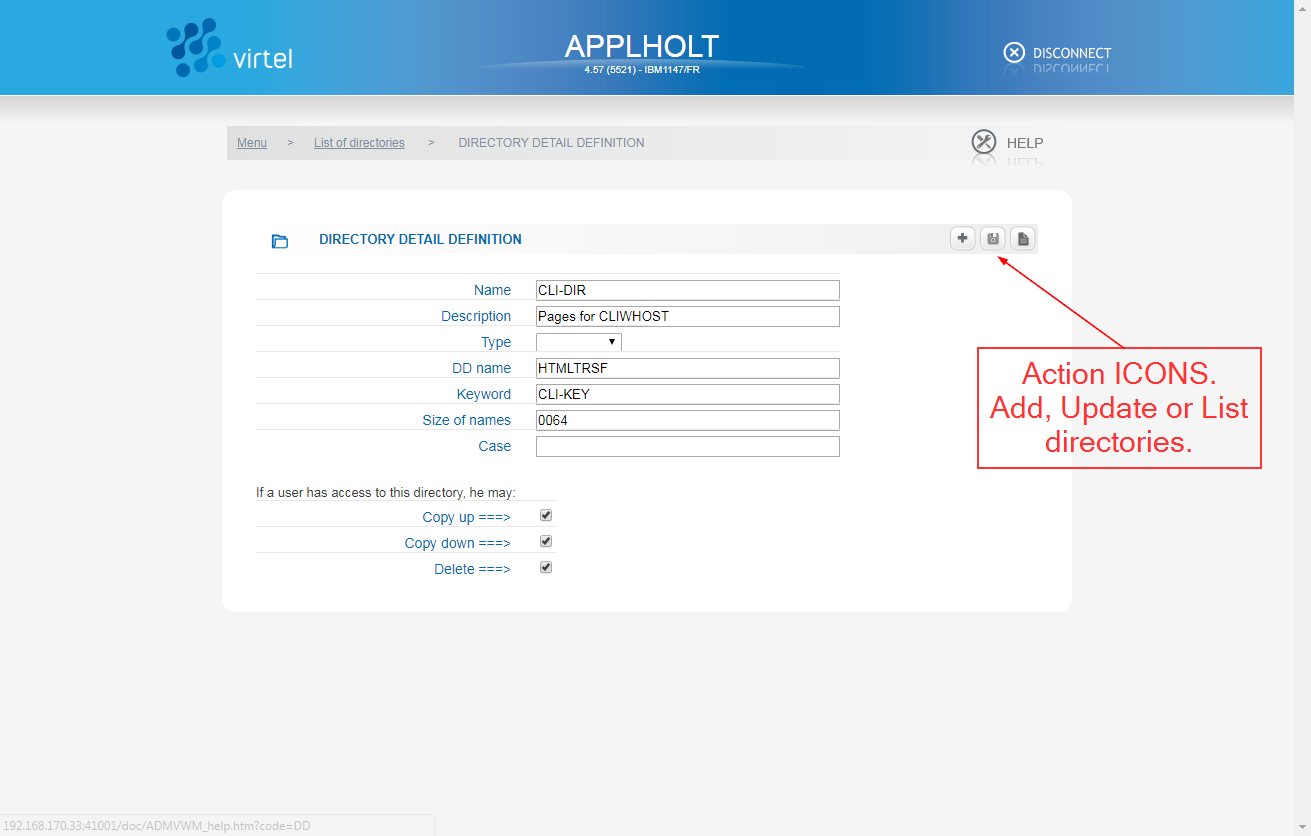 virtel
APPLHOLT
4.57 (5521) - IBM1147/FR
DISCONNECT
Menu > List of directories > DIRECTORY DETAIL DEFINITION
HELP
DIRECTORY DETAIL DEFINITION
Name CLI-DIR
Description Pages for CLIWHOST
Type
DD name HTMLTRSF
Keyword CLI-KEY
Size of names 0064
Case
Action ICONS.
Add, Update or List
directories.
If a user has access to this directory, he may:
Copy up ===>
Copy down ===>
Delete ===>
192.168.170.33:41001/doc/ADMVWM_help.htm?code=DD